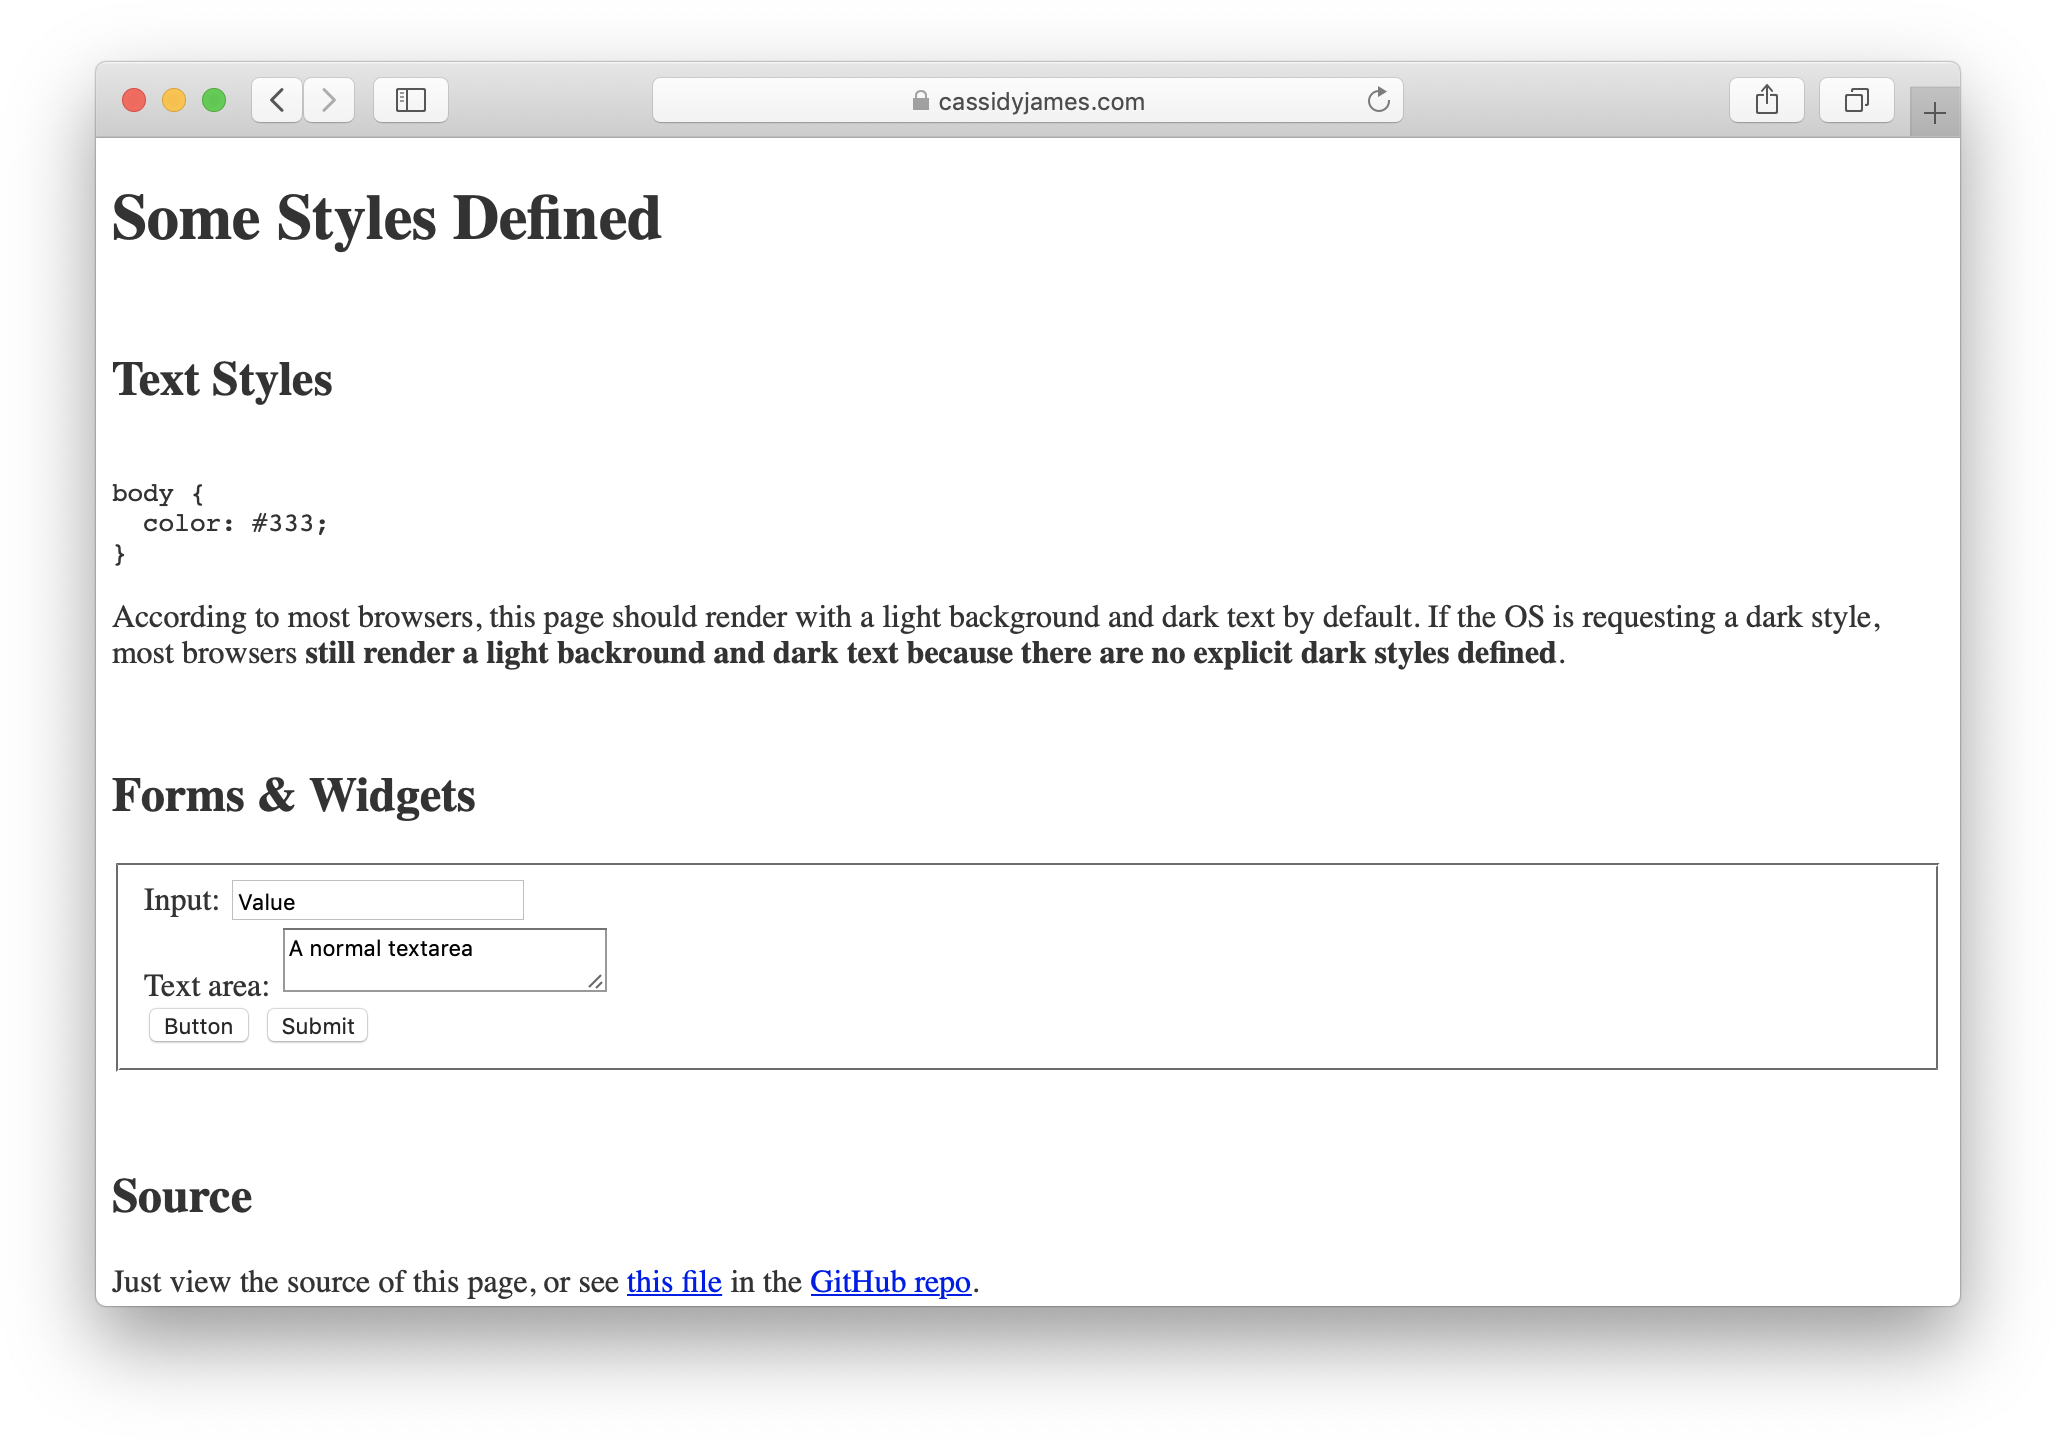 cassidyjames.com
Some Styles Defined
Text Styles
body {
  color: #333;
}
According to most browsers, this page should render with a light background and dark text by default. If the OS is requesting a dark style,
most browsers still render a light backround and dark text because there are no explicit dark styles defined.
Forms & Widgets
Input: Value
A normal textarea
Text area:
Button Submit
Source
Just view the source of this page, or see this file in the GitHub repo.